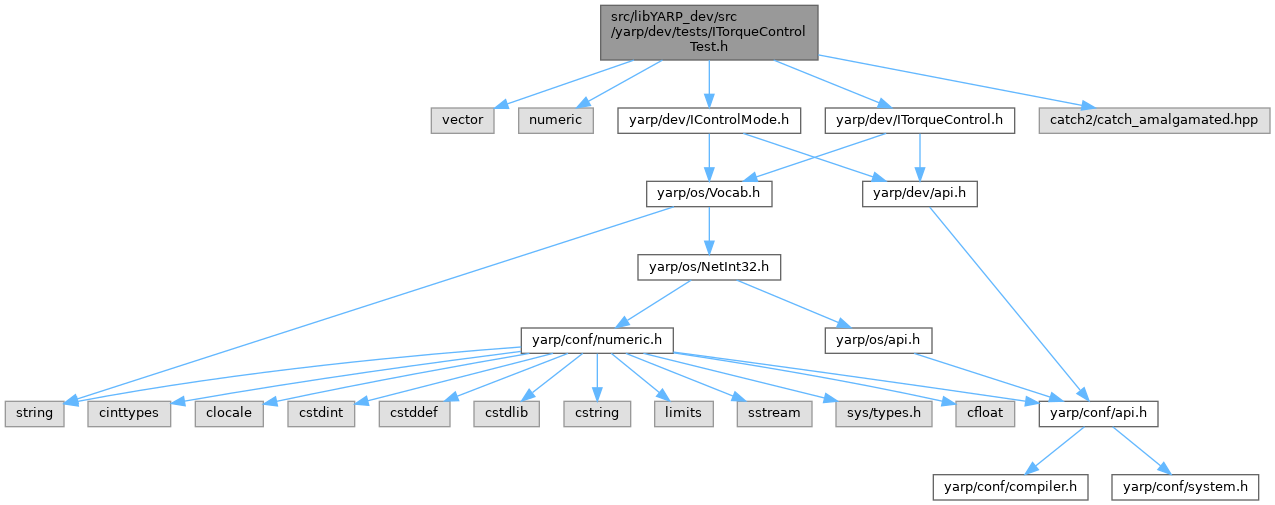 src/libYARP_dev/src
/yarp/dev/tests/ITorqueControl
Test.h
vector
numeric
yarp/dev/IControlMode.h
yarp/dev/ITorqueControl.h
catch2/catch_amalgamated.hpp
yarp/os/Vocab.h
yarp/dev/api.h
yarp/os/NetInt32.h
yarp/conf/numeric.h
yarp/os/api.h
string
cinttypes
clocale
cstdint
cstddef
cstdlib
cstring
limits
sstream
sys/types.h
cfloat
yarp/conf/api.h
yarp/conf/compiler.h
yarp/conf/system.h